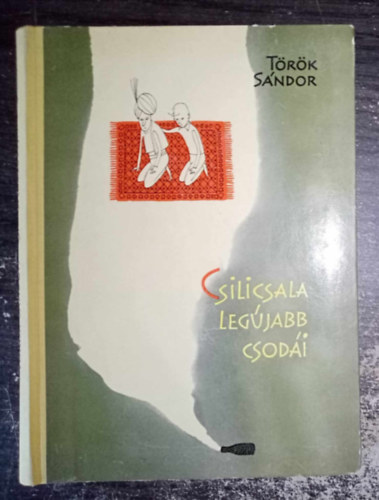 TÖRÖK
SÁNDOR
CSILICSALA
LEGÚJABB
CSODÁI